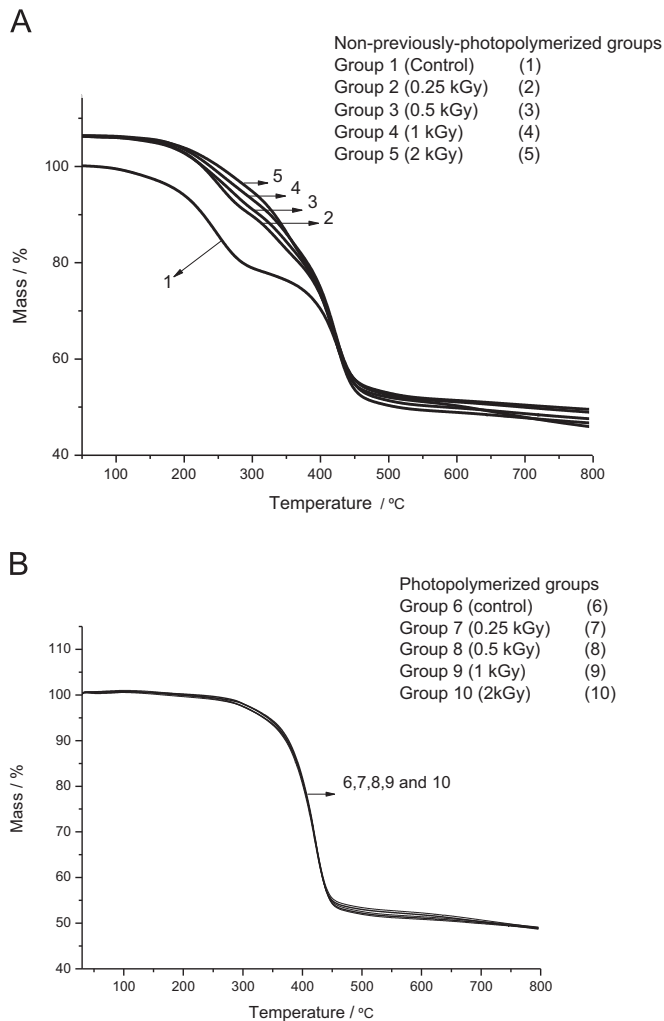 A
Non-previously-photopolymerized groups
Group 1 (Control) (1)
Group 2 (0.25 kGy) (2)
Group 3 (0.5 kGy) (3)
Group 4 (1 kGy) (4)
Group 5 (2 kGy) (5)
100
80
60
40
Mass / %
5
4
3
2
1
100 200 300 400 500 600 700 800
Temperature / ºC
B
Photopolymerized groups
Group 6 (control) (6)
Group 7 (0.25 kGy) (7)
Group 8 (0.5 kGy) (8)
Group 9 (1 kGy) (9)
Group 10 (2kGy) (10)
110
100
90
80
70
60
50
40
Mass / %
6,7,8,9 and 10
100 200 300 400 500 600 700 800
Temperature / ºC